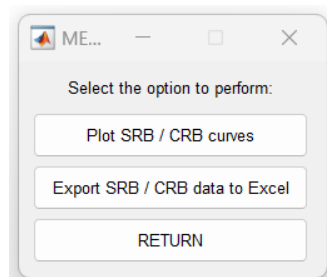 ME...
Select the option to perform:
Plot SRB / CRB curves
Export SRB / CRB data to Excel
RETURN